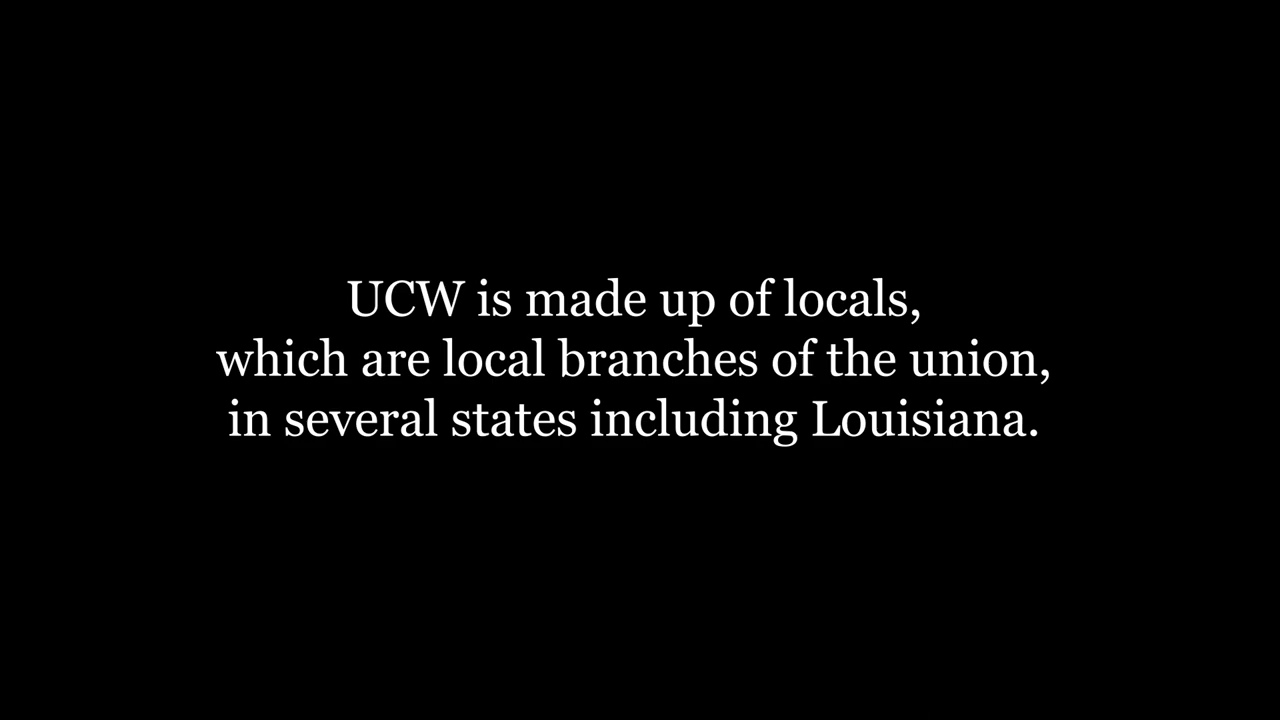 UCW is made up of locals,
which are local branches of the union,
in several states including Louisiana.